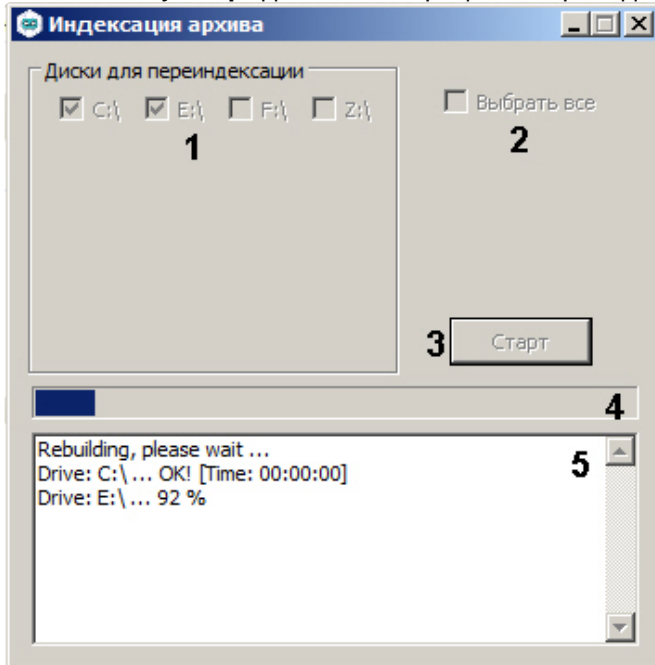 Индексация архива
Диски для переиндексации
C:\ E:\ F:\ Z:\
Выбрать все
1
2
3
Старт
4
Rebuilding, please wait ...
5
Drive: C:\ ... OK! [Time: 00:00:00]
Drive: E:\ ... 92 %